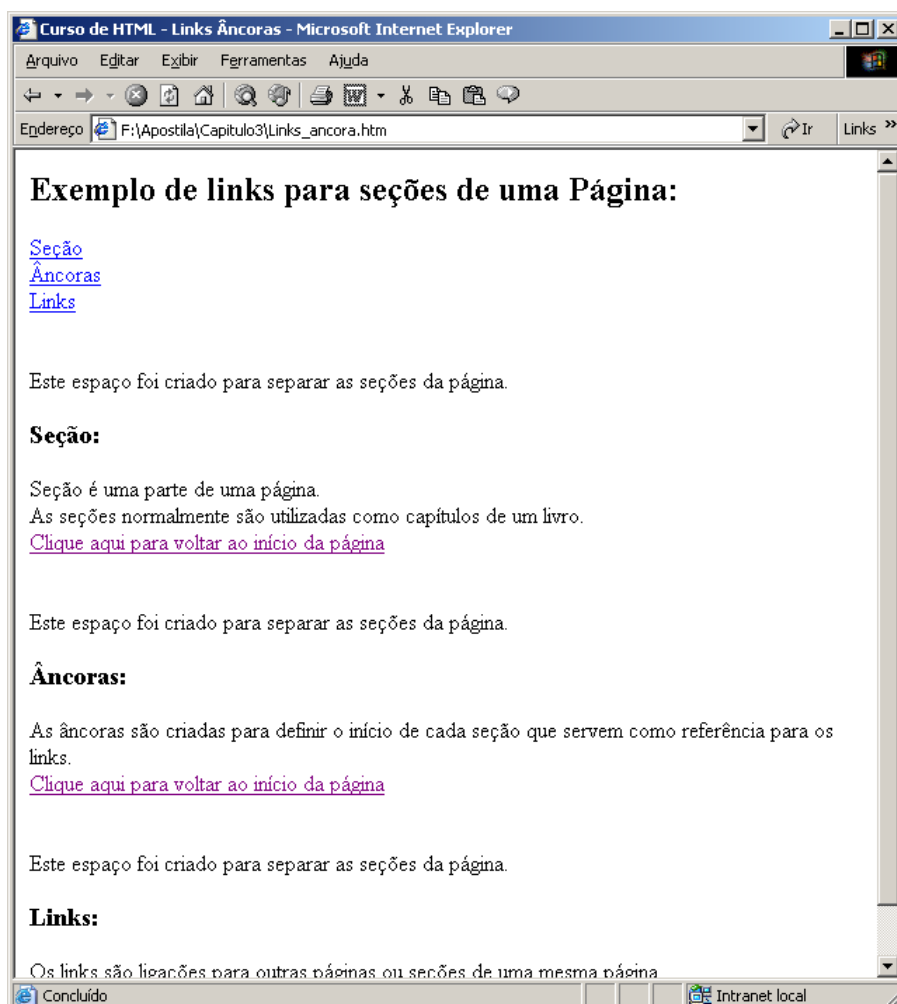 Curso de HTML - Links Âncoras - Microsoft Internet Explorer
Arquivo Editar Exibir Ferramentas Ajuda
Endereço F:\Apostila\Capitulo3\Links_ancora.htm Ir Links »
Exemplo de links para seções de uma Página:
Seção
Âncoras
Links
Este espaço foi criado para separar as seções da página.
Seção:
Seção é uma parte de uma página.
As seções normalmente são utilizadas como capítulos de um livro.
Clique aqui para voltar ao início da página
Este espaço foi criado para separar as seções da página.
Âncoras:
As âncoras são criadas para definir o início de cada seção que servem como referência para os
links.
Clique aqui para voltar ao início da página
Este espaço foi criado para separar as seções da página.
Links:
Os links são ligações para outras páginas ou seções de uma mesma página
Concluído Intranet local